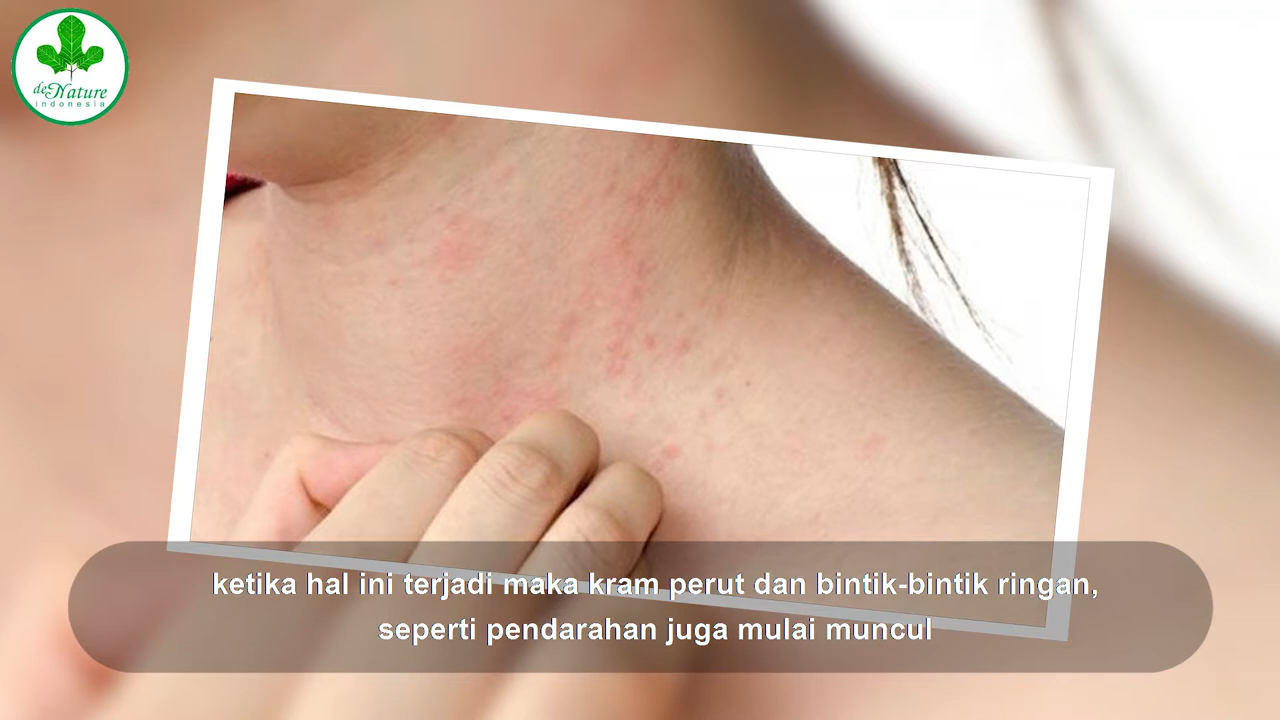 deNature
indonesia
ketika hal ini terjadi maka kram perut dan bintik-bintik ringan,
seperti pendarahan juga mulai muncul